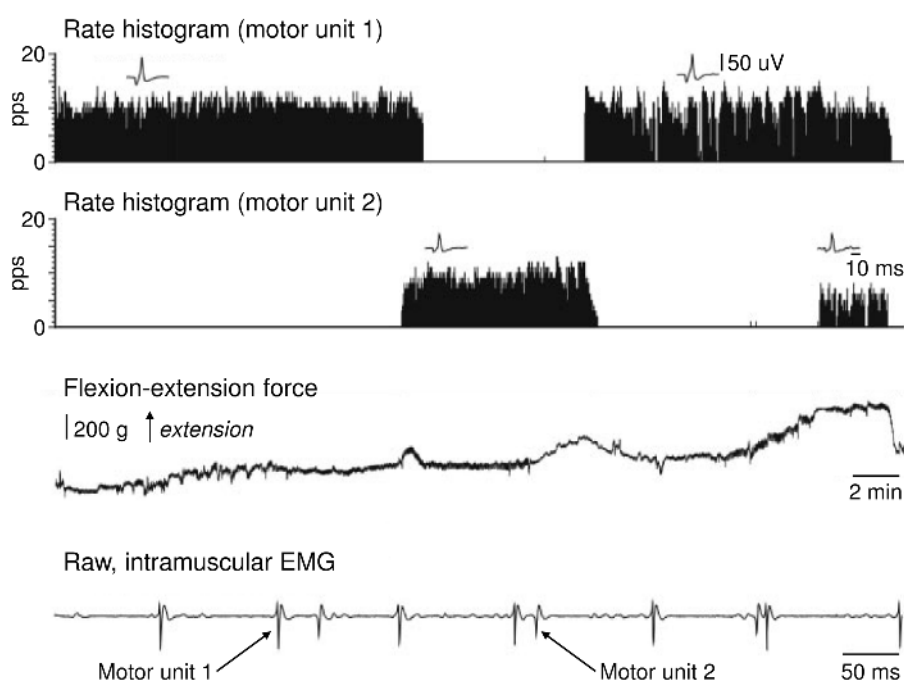 Rate histogram (motor unit 1)
20
50 uV
pps
0
Rate histogram (motor unit 2)
20
pps
10 ms
0
Flexion-extension force
200 g
extension
2 min
Raw, intramuscular EMG
Motor unit 1
Motor unit 2
50 ms